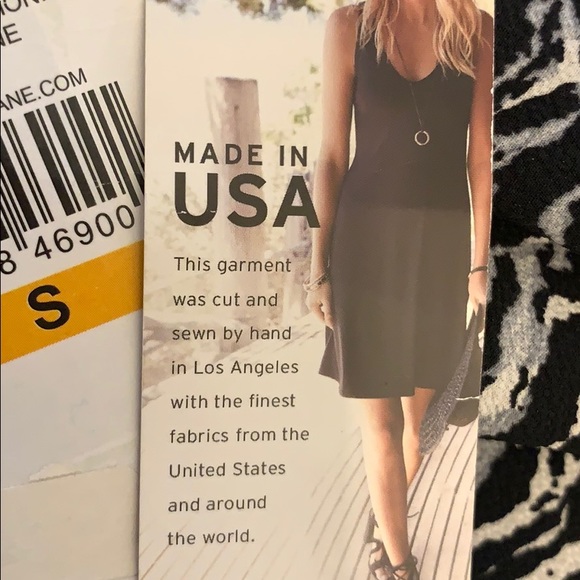 NE
ANE.COM
8 46900
S
MADE IN
USA
This garment
was cut and
sewn by hand
in Los Angeles
with the finest
fabrics from the
United States
and around
the world.